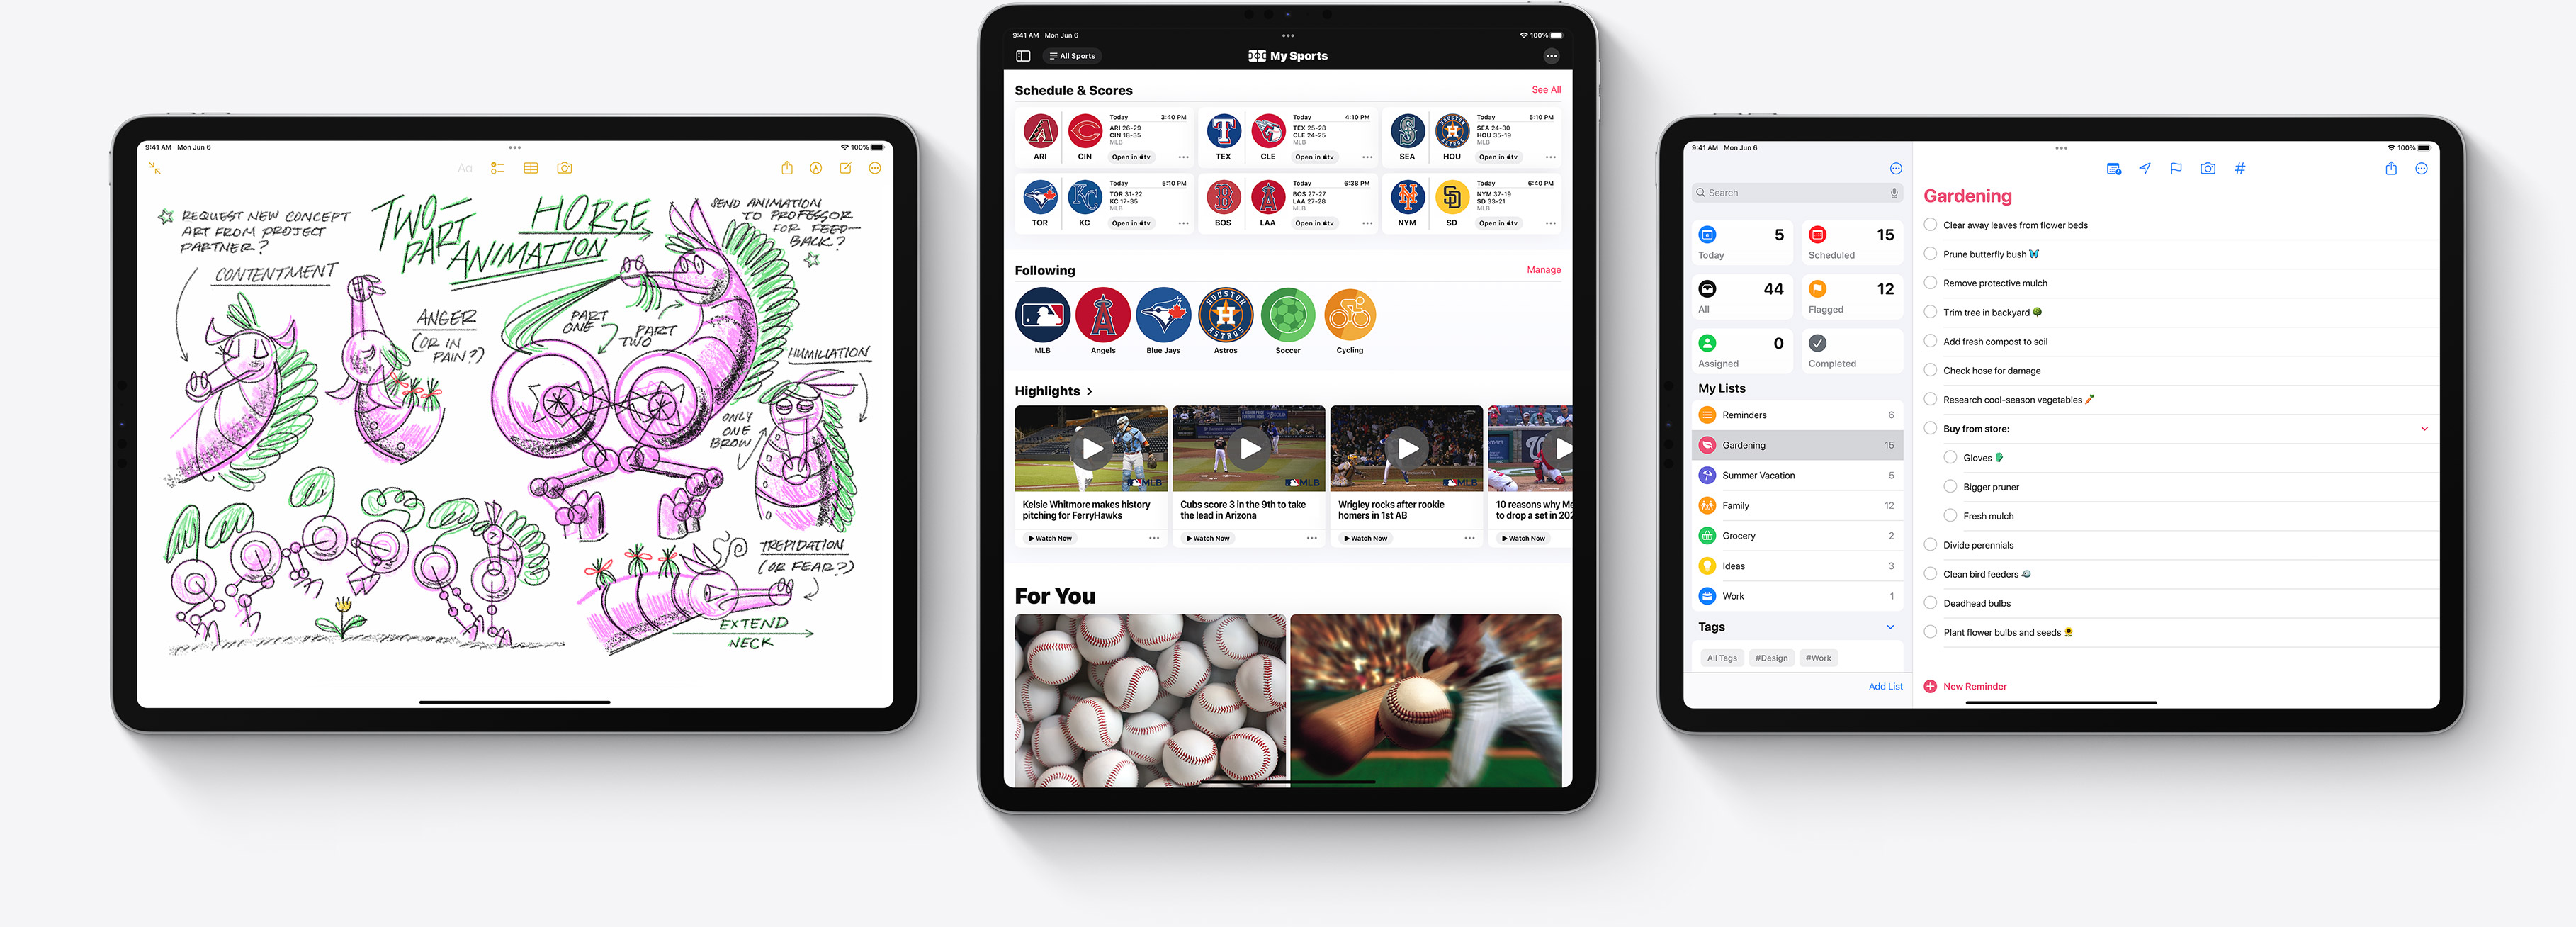 9:41 AM Mon Jun 6
100%
Aa
REQUEST NEW CONCEPT
ART FROM PROJECT
PARTNER?
TWO-
PART
HORSE
ANIMATION
SEND ANIMATION
TO PROFESSOR
FOR FEED-
BACK?
CONTENTMENT
ANGER
(OR IN
PAIN?)
PART
ONE
PART
TWO
HUMILIATION
ONLY
ONE
BROW
TREPIDATION
(OR FEAR?)
EXTEND
NECK
9:41 AM Mon Jun 6
100%
All Sports
My Sports
Schedule & Scores
See All
ARI
CIN
Today 3:40 PM
ARI 26-29
CIN 18-35
MLB
Open in tv
TEX
CLE
Today 4:10 PM
TEX 25-28
CLE 24-25
MLB
Open in tv
SEA
HOU
Today 5:10 PM
SEA 24-30
HOU 35-19
MLB
Open in tv
TOR
KC
Today 5:10 PM
TOR 31-22
KC 17-35
MLB
Open in tv
BOS
LAA
Today 6:38 PM
BOS 27-27
LAA 27-28
MLB
Open in tv
NYM
SD
Today 6:40 PM
NYM 37-19
SD 33-21
MLB
Open in tv
Following
Manage
HOUSTON
ASTROS
MLB
Angels
Blue Jays
Astros
Soccer
Cycling
Highlights
MLB
MLB
MLB
Kelsie Whitmore makes history
pitching for FerryHawks
Watch Now
Cubs score 3 in the 9th to take
the lead in Arizona
Watch Now
Wrigley rocks after rookie
homers in 1st AB
Watch Now
10 reasons why Me
to drop a set in 202
Watch Now
For You
9:41 AM Mon Jun 6
100%
Search
5
Today
15
Scheduled
44
All
12
Flagged
0
Assigned
Completed
My Lists
Reminders 6
Gardening 15
Summer Vacation 5
Family 12
Grocery 2
Ideas 3
Work 1
Tags
All Tags #Design #Work
Add List
Gardening
Clear away leaves from flower beds
Prune butterfly bush 🦋
Remove protective mulch
Trim tree in backyard 🌳
Add fresh compost to soil
Check hose for damage
Research cool-season vegetables 🥕
Buy from store:
Gloves
Bigger pruner
Fresh mulch
Divide perennials
Clean bird feeders
Deadhead bulbs
Plant flower bulbs and seeds 🌻
New Reminder